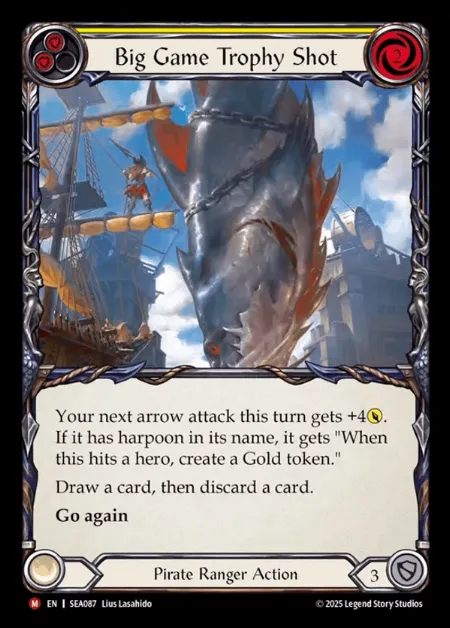 Big Game Trophy Shot
2
Your next arrow attack this turn gets +4.
If it has harpoon in its name, it gets "When
this hits a hero, create a Gold token."
Draw a card, then discard a card.
Go again
Pirate Ranger Action
3
M EN | SEA087 Lius Lasahido
© 2025 Legend Story Studios